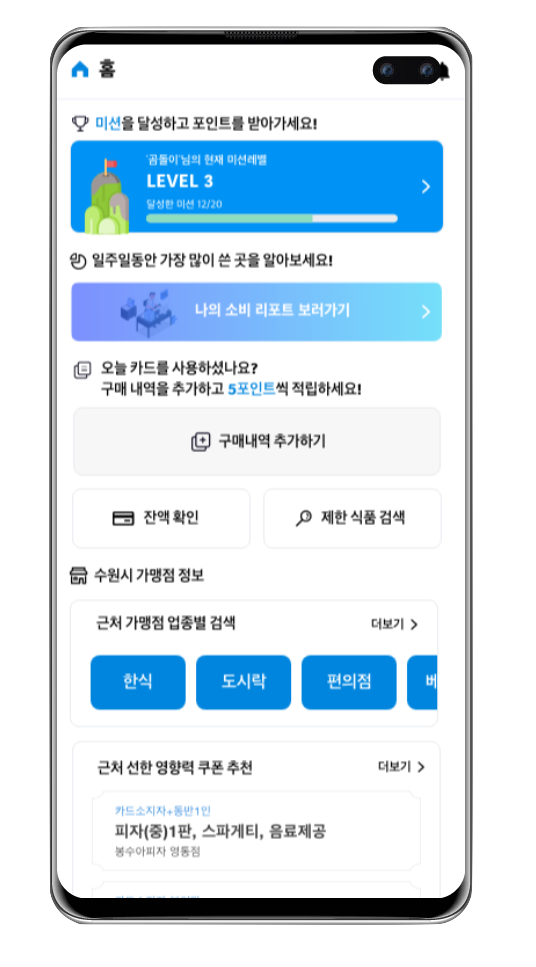 홈
미션을 달성하고 포인트를 받아가세요!
'곰돌이'님의 현재 미션레벨
LEVEL 3
달성한 미션 12/20
일주일동안 가장 많이 쓴 곳을 알아보세요!
나의 소비 리포트 보러가기
오늘 카드를 사용하셨나요?
구매 내역을 추가하고 5포인트씩 적립하세요!
구매내역 추가하기
잔액 확인
제한 식품 검색
수원시 가맹점 정보
근처 가맹점 업종별 검색
더보기
한식
도시락
편의점
베
근처 선한 영향력 쿠폰 추천
더보기
카드소지자+동반1인
피자(중)1판, 스파게티, 음료제공
봉수아피자 영통점